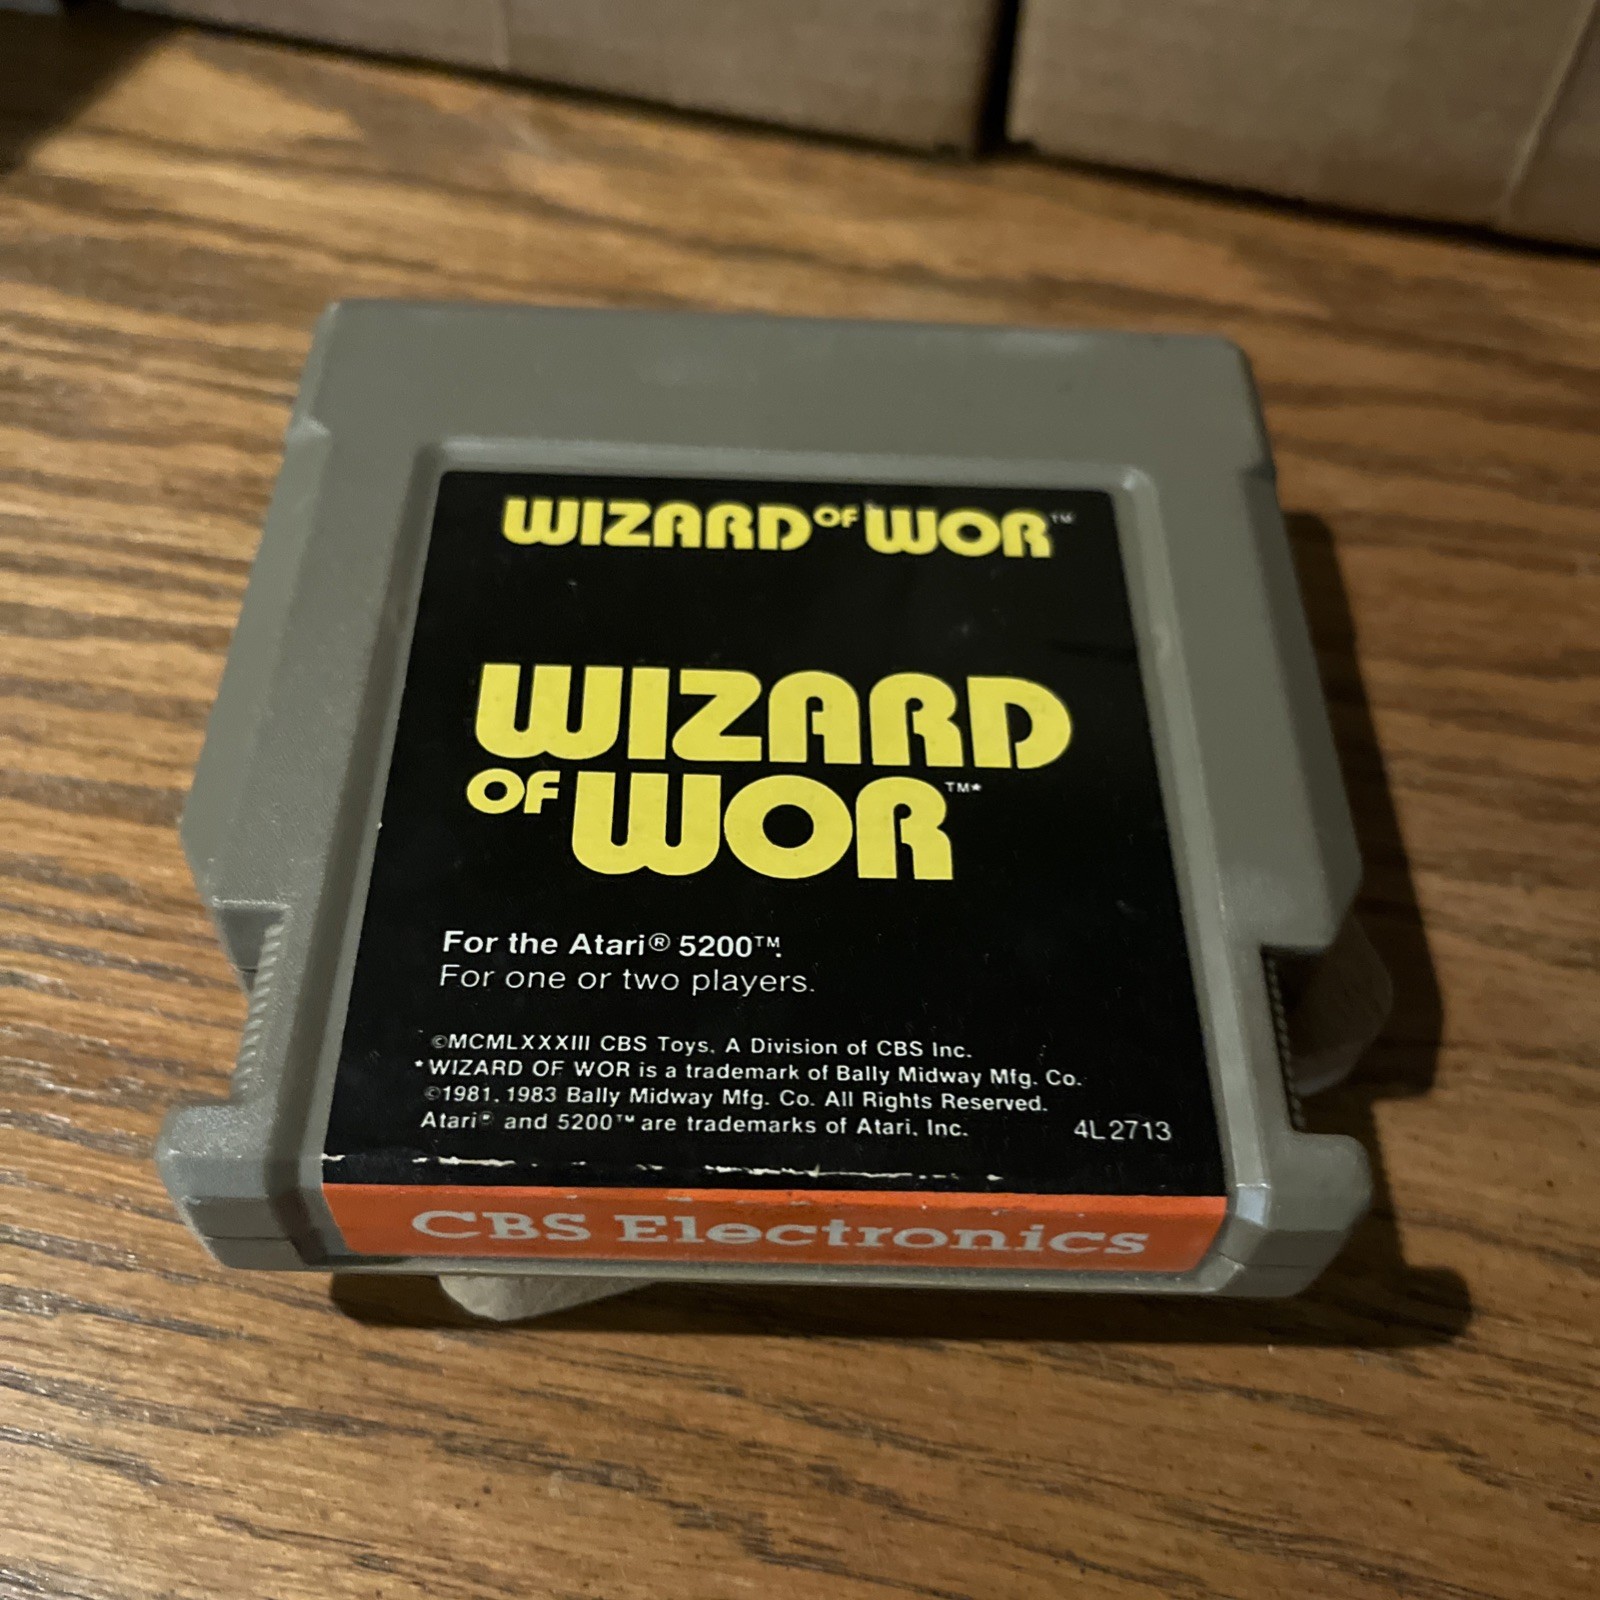 WIZARD OF WOR™
WIZARD
OF WOR™*
For the Atari® 5200™.
For one or two players.
©MCMLXXXIII CBS Toys, A Division of CBS Inc.
*WIZARD OF WOR is a trademark of Bally Midway Mfg. Co.
©1981, 1983 Bally Midway Mfg. Co. All Rights Reserved.
Atari® and 5200™ are trademarks of Atari, Inc. 4L2713
CBS Electronics